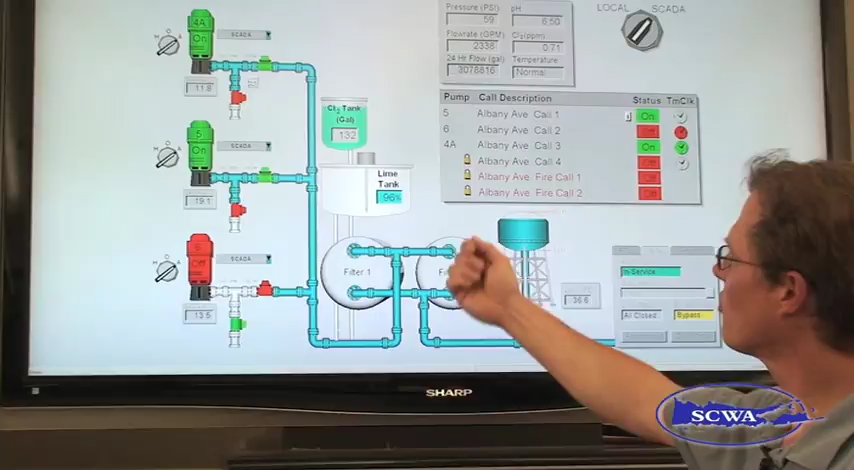 LOCAL SCADA
Pressure (PSI) pH
59 6.50
Flowrate (GPM) Cl2(ppm)
2338 0.71
24 Hr Flow (gal) Temperature:
3078616 Normal
4A
On
SCADA
11.8
5
On
SCADA
19.1
6
Off
SCADA
13.5
Cl2 Tank
(Gal)
132
Lime
Tank
96%
Filter 1
Pump Call Description Status TmClk
5 Albany Ave. Call 1 On
6 Albany Ave. Call 2 Off
4A Albany Ave. Call 3 On
Albany Ave. Call 4 Off
Albany Ave. Fire Call 1 Off
Albany Ave. Fire Call 2 Off
36.6
In Service
All Closed Bypass
SHARP
SCWA